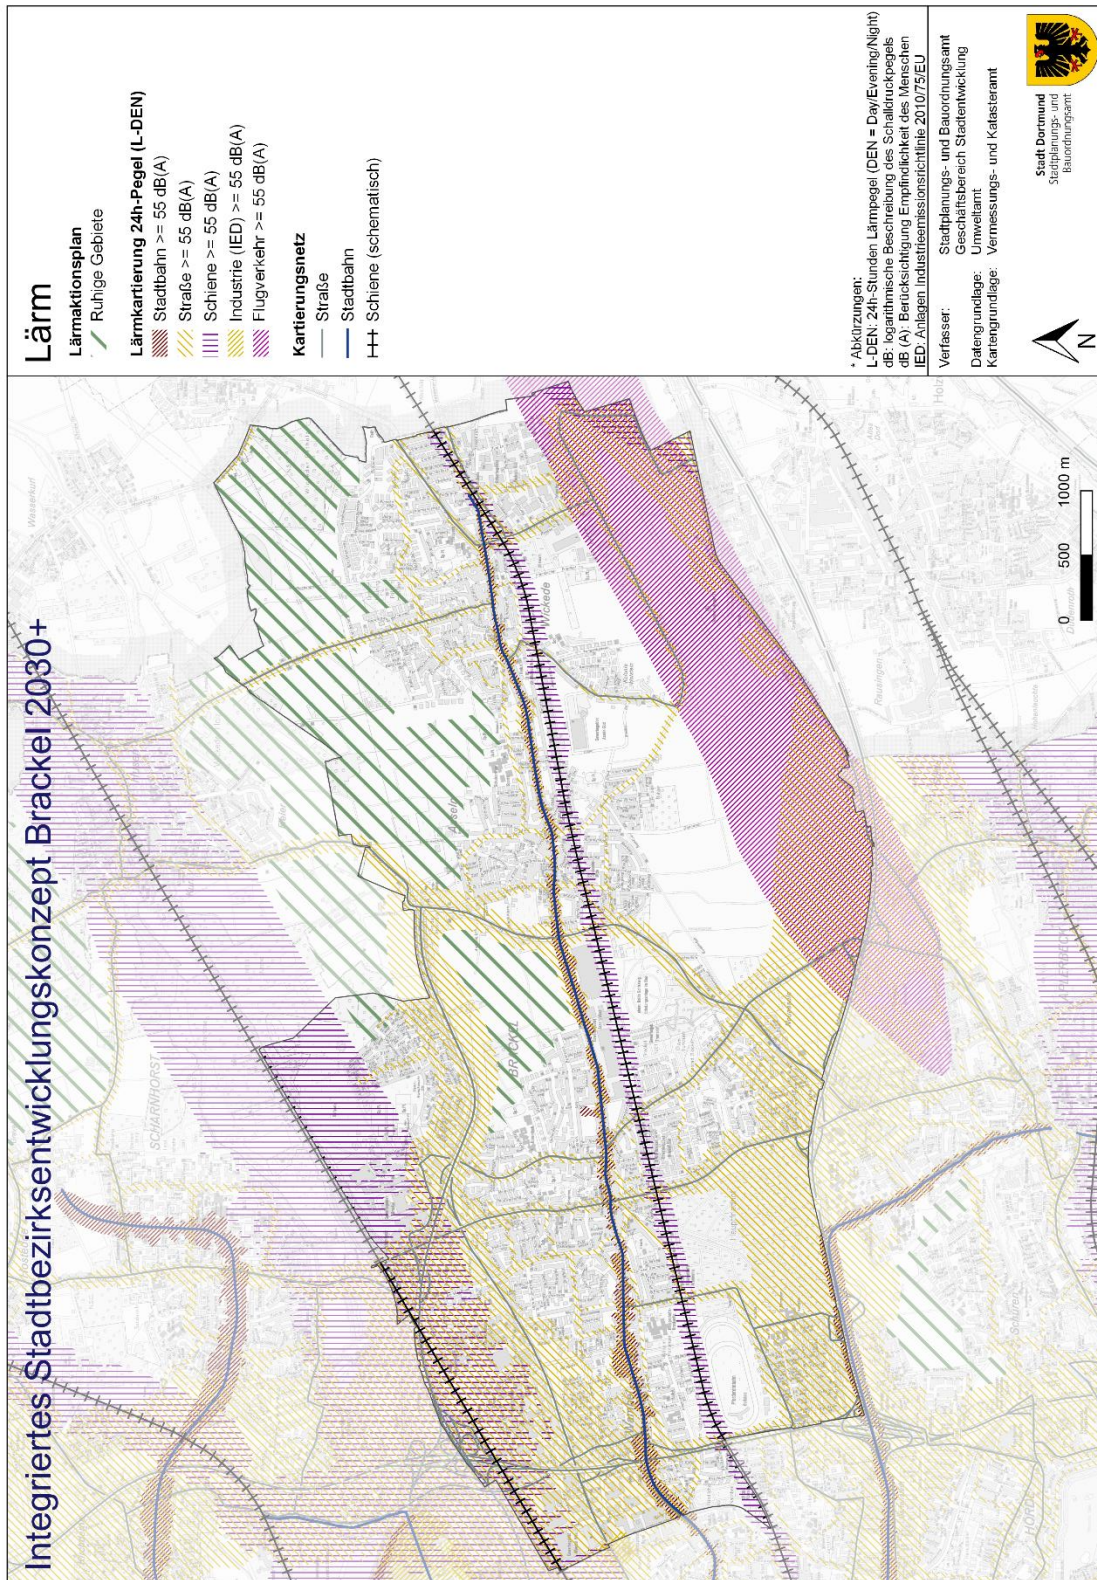 Integriertes Stadtbezirksentwicklungskonzept Brackel 2030+
Lärm
Lärmaktionsplan
Ruhige Gebiete
Lärmkartierung 24h-Pegel (L-DEN)
Stadtbahn >= 55 dB(A)
Straße >= 55 dB(A)
Schiene >= 55 dB(A)
Industrie (IED) >= 55 dB(A)
Flugverkehr >= 55 dB(A)
Kartierungsnetz
Straße
Stadtbahn
Schiene (schematisch)
* Abkürzungen:
L-DEN: 24h-Stunden Lärmpegel (DEN = Day/Evening/Night)
dB: logarithmische Beschreibung des Schalldruckpegels
dB (A): Berücksichtigung Empfindlichkeit des Menschen
IED: Anlagen Industrieemissionsrichtlinie 2010/75/EU
Verfasser: Stadtplanungs- und Bauordnungsamt
Geschäftsbereich Stadtentwicklung
Datengrundlage: Umweltamt
Kartengrundlage: Vermessungs- und Katasteramt
N
Stadt Dortmund
Stadtplanungs- und
Bauordnungsamt
0 500 1000 m
SCHARNHORST
BRACKEL
Asseln
Wickede
APLERBECK
HÖRDE
Wasserkurl